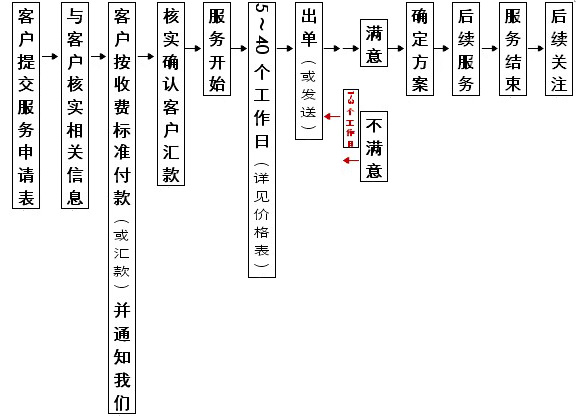 客户提交服务申请表
与客户核实相关信息
客户按收费标准付款（或汇款）并通知我们
核实确认客户汇款
服务开始
5～40个工作日（详见价格表）
出单（或发送）
满意
1-3个工作日
不满意
确定方案
后续服务
服务结束
后续关注